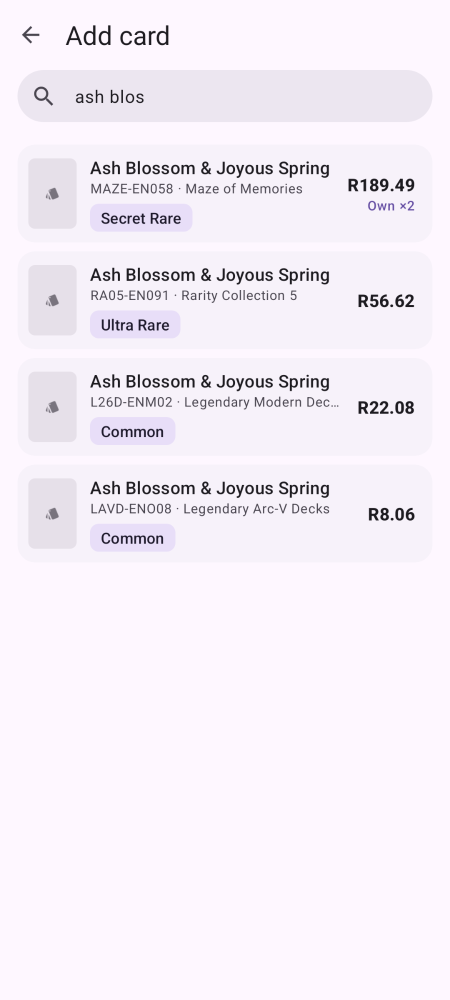 Add card
ash blos
Ash Blossom & Joyous Spring
MAZE-EN058 · Maze of Memories
Secret Rare
R189.49
Own ×2
Ash Blossom & Joyous Spring
RA05-EN091 · Rarity Collection 5
Ultra Rare
R56.62
Ash Blossom & Joyous Spring
L26D-ENM02 · Legendary Modern Dec…
Common
R22.08
Ash Blossom & Joyous Spring
LAVD-ENO08 · Legendary Arc-V Decks
Common
R8.06